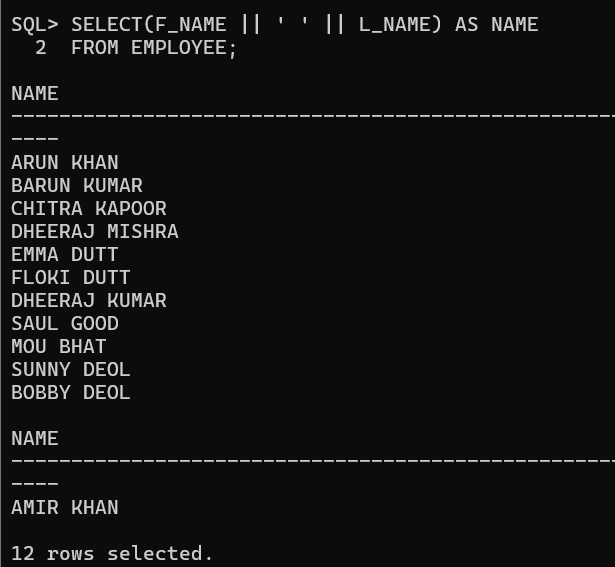 SQL> SELECT(F_NAME || ' ' || L_NAME) AS NAME
  2  FROM EMPLOYEE;

NAME
---------------------------------------------------
----
ARUN KHAN
BARUN KUMAR
CHITRA KAPOOR
DHEERAJ MISHRA
EMMA DUTT
FLOKI DUTT
DHEERAJ KUMAR
SAUL GOOD
MOU BHAT
SUNNY DEOL
BOBBY DEOL

NAME
---------------------------------------------------
----
AMIR KHAN

12 rows selected.